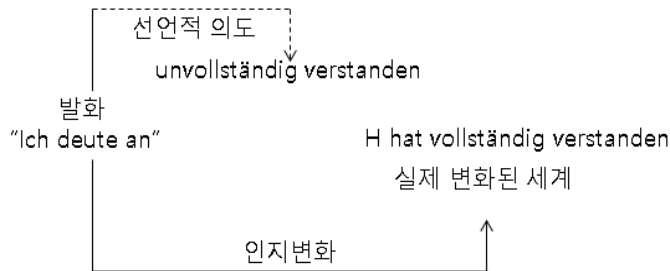 선언적 의도
unvollständig verstanden
발화
"Ich deute an"
H hat vollständig verstanden
실제 변화된 세계
인지변화